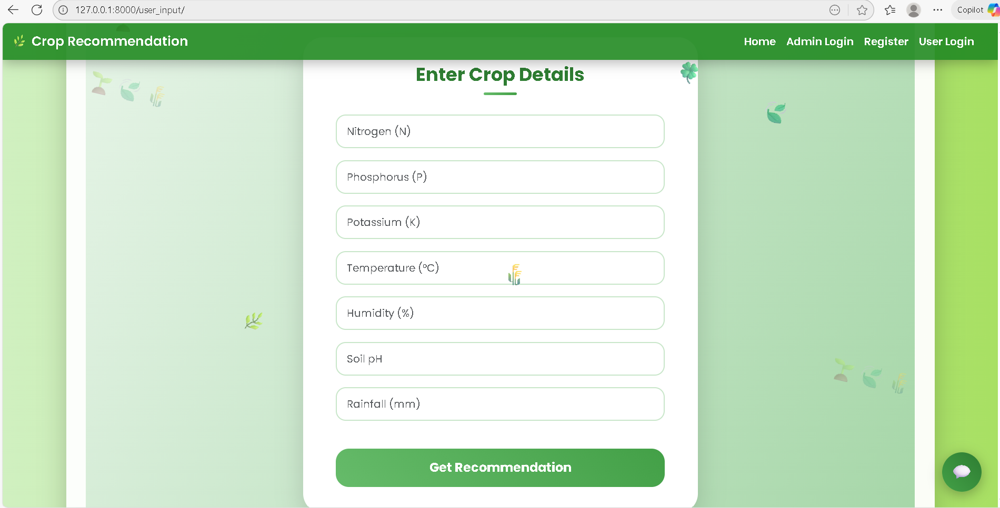 127.0.0.1:8000/user_input/
Copilot
Crop Recommendation
Home Admin Login Register User Login
Enter Crop Details
Nitrogen (N)
Phosphorus (P)
Potassium (K)
Temperature (°C)
Humidity (%)
Soil pH
Rainfall (mm)
Get Recommendation